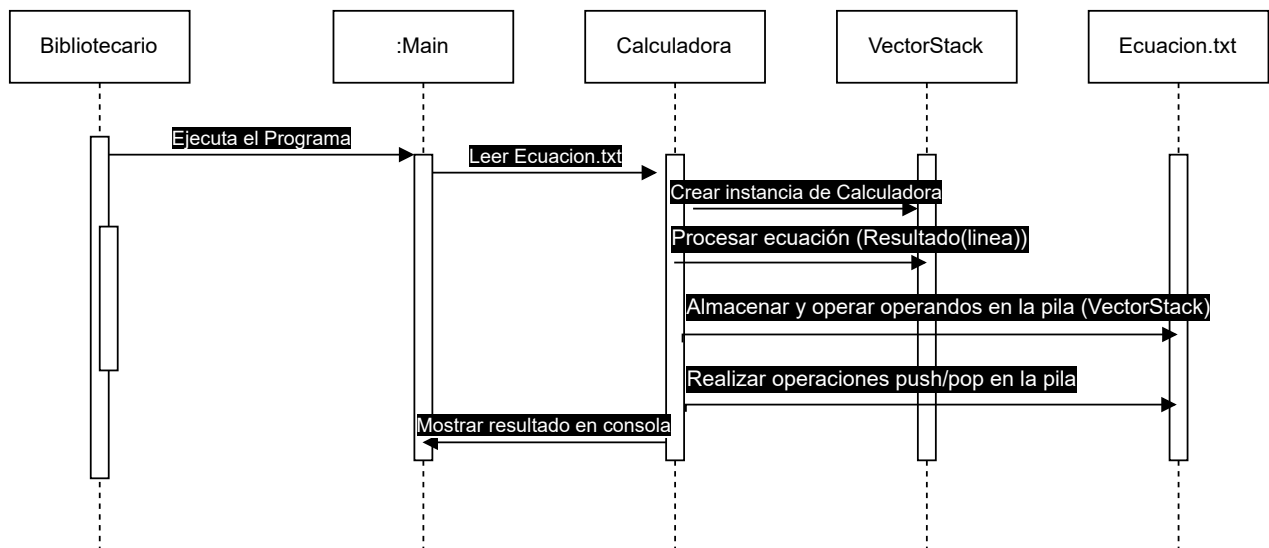 Bibliotecario
:Main
Calculadora
VectorStack
Ecuacion.txt
Ejecuta el Programa
Leer Ecuacion.txt
Crear instancia de Calculadora
Procesar ecuación (Resultado(linea))
Almacenar y operar operandos en la pila (VectorStack)
Realizar operaciones push/pop en la pila
Mostrar resultado en consola